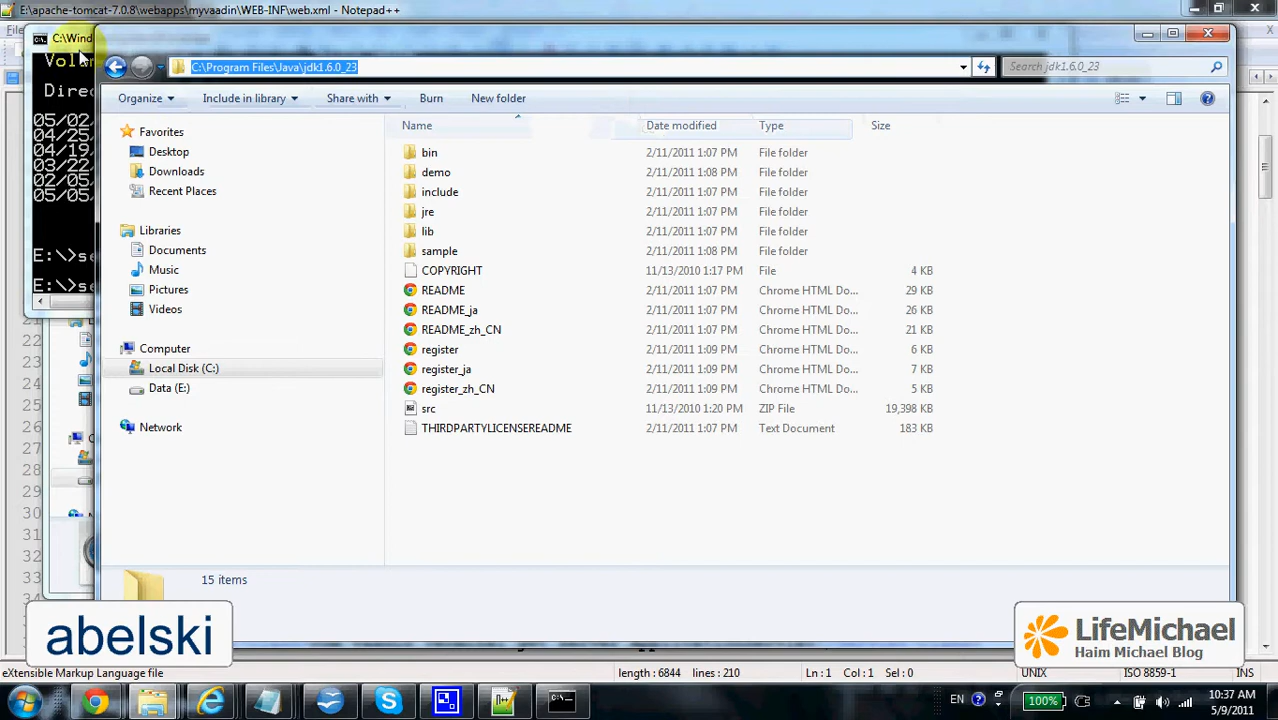 E:\apache-tomcat-7.0.8\webapps\myvaadin\WEB-INF\web.xml - Notepad++
C:\Wind
C:\Program Files\Java\jdk1.6.0_23
Search jdk1.6.0_23
Organize Include in library Share with Burn New folder
Name Date modified Type Size
Direc
05/02
04/25/
04/19/
03/22/
02/05/
05/05/
E:\>se
E:\>se
Favorites
Desktop
Downloads
Recent Places
Libraries
Documents
Music
Pictures
Videos
Computer
Local Disk (C:)
Data (E:)
Network
bin 2/11/2011 1:07 PM File folder
demo 2/11/2011 1:08 PM File folder
include 2/11/2011 1:07 PM File folder
jre 2/11/2011 1:07 PM File folder
lib 2/11/2011 1:07 PM File folder
sample 2/11/2011 1:08 PM File folder
COPYRIGHT 11/13/2010 1:17 PM File 4 KB
README 2/11/2011 1:07 PM Chrome HTML Do... 29 KB
README_ja 2/11/2011 1:07 PM Chrome HTML Do... 26 KB
README_zh_CN 2/11/2011 1:07 PM Chrome HTML Do... 21 KB
register 2/11/2011 1:09 PM Chrome HTML Do... 6 KB
register_ja 2/11/2011 1:09 PM Chrome HTML Do... 7 KB
register_zh_CN 2/11/2011 1:09 PM Chrome HTML Do... 5 KB
src 11/13/2010 1:20 PM ZIP File 19,398 KB
THIRDPARTYLICENSEREADME 2/11/2011 1:07 PM Text Document 183 KB
22
23
24
25
26
27
28
29
30
31
32
33
15 items
abelski
LifeMichael
Haim Michael Blog
eXtensible Markup Language file length : 6844 lines : 210 Ln : 1 Col : 1 Sel : 0 UNIX ISO 8859-1 INS
EN 100% 10:37 AM
5/9/2011